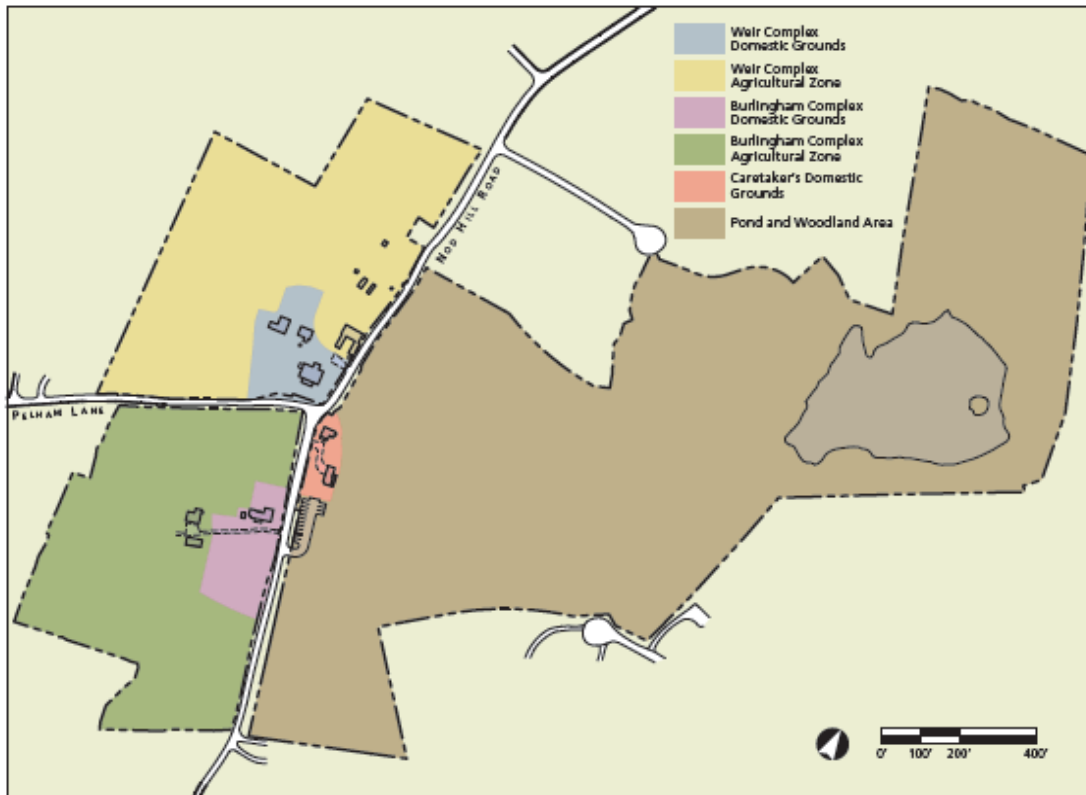 Weir Complex
Domestic Grounds
Weir Complex
Agricultural Zone
Burlingham Complex
Domestic Grounds
Burlingham Complex
Agricultural Zone
Caretaker's Domestic
Grounds
Pond and Woodland Area
NOD HILL ROAD
PELHAM LANE
0' 100' 200' 400'